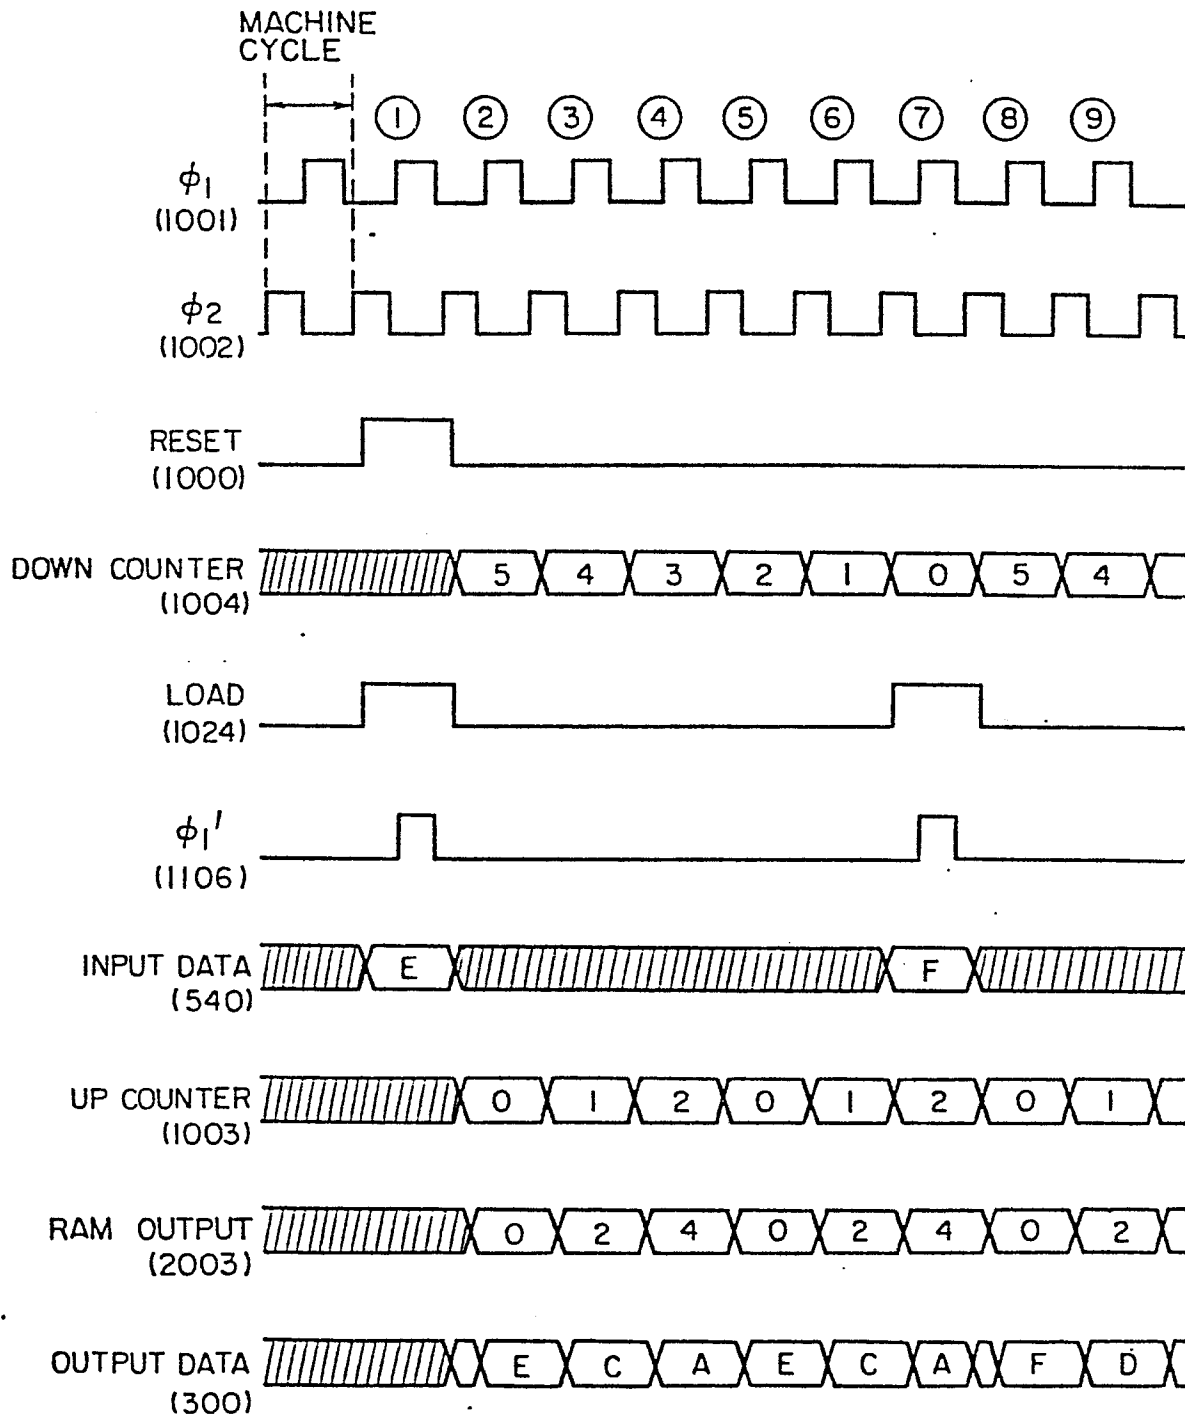 MACHINE
CYCLE
① ② ③ ④ ⑤ ⑥ ⑦ ⑧ ⑨
ϕ1
(1001)
ϕ2
(1002)
RESET
(1000)
DOWN COUNTER 5 4 3 2 1 0 5 4
(1004)
LOAD
(1024)
ϕ1'
(1106)
INPUT DATA E F
(540)
UP COUNTER 0 1 2 0 1 2 0 1
(1003)
RAM OUTPUT 0 2 4 0 2 4 0 2
(2003)
OUTPUT DATA E C A E C A F D
(300)